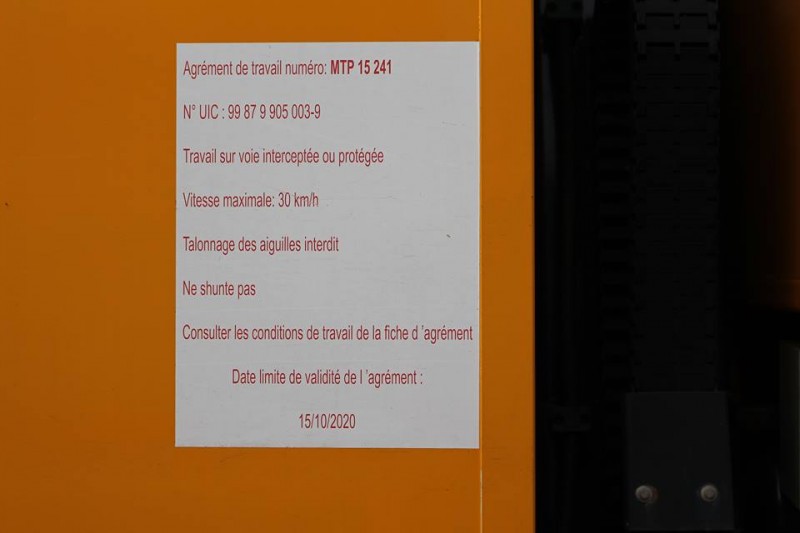 Agrément de travail numéro: MTP 15 241
N° UIC : 99 87 9 905 003-9
Travail sur voie interceptée ou protégée
Vitesse maximale: 30 km/h
Talonnage des aiguilles interdit
Ne shunte pas
Consulter les conditions de travail de la fiche d 'agrément
Date limite de validité de l 'agrément :
15/10/2020